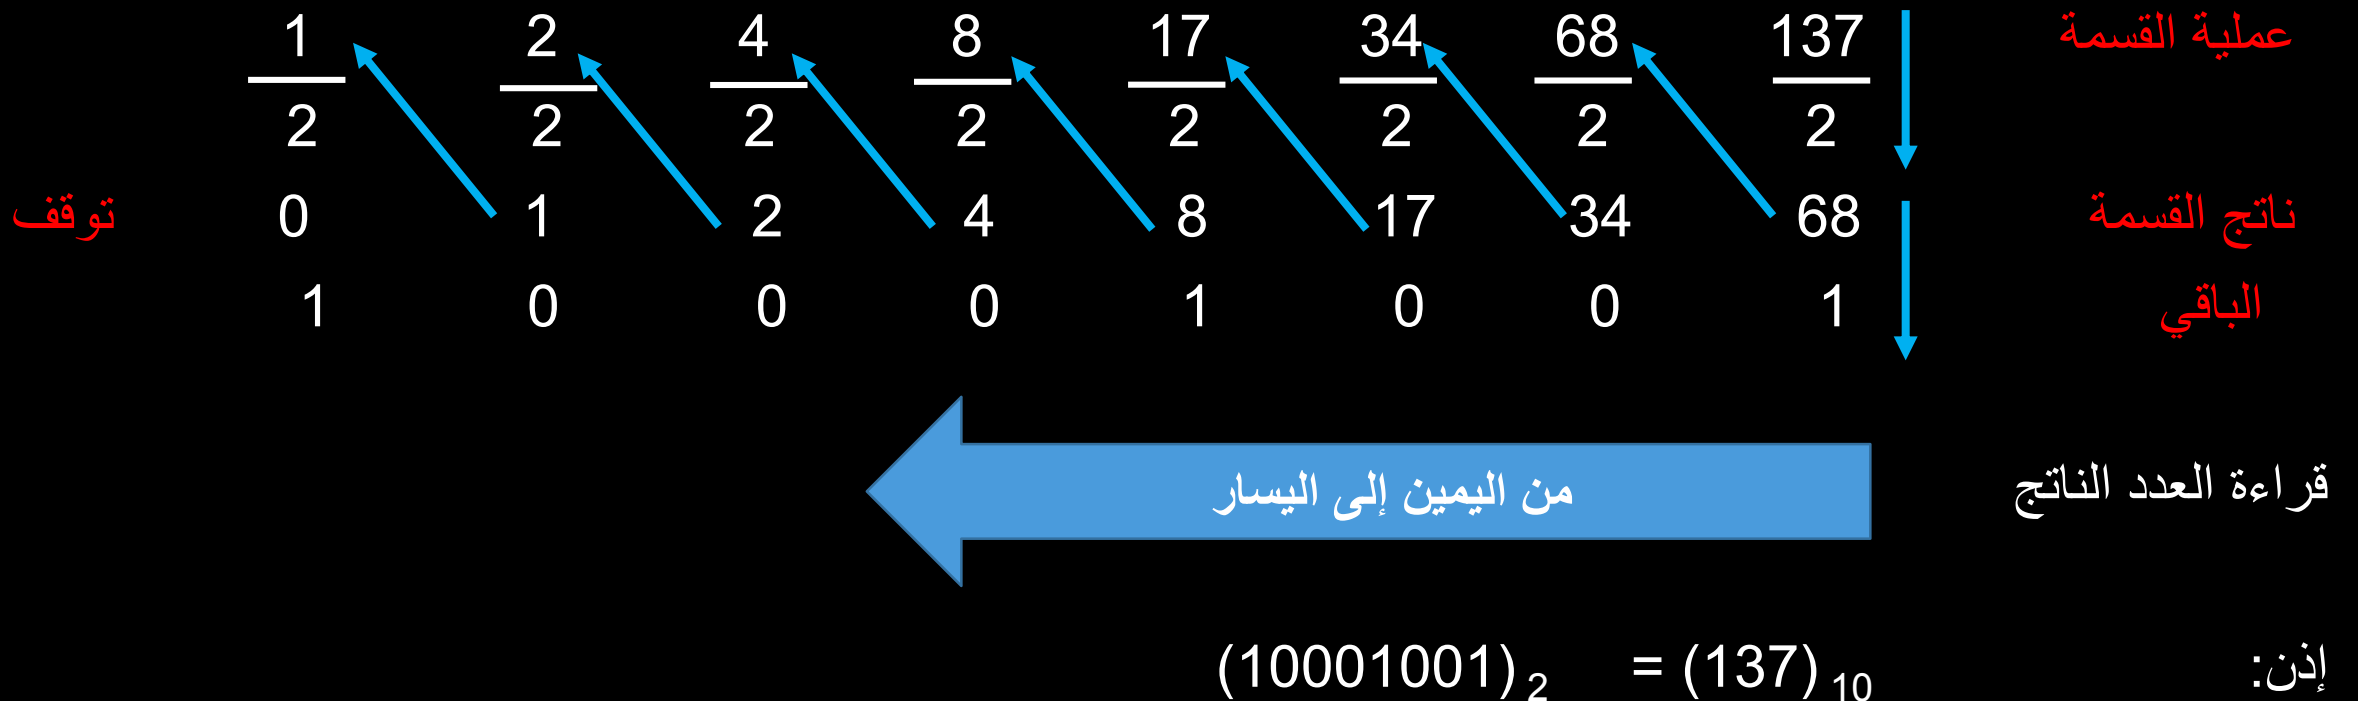 عملية القسمة 137 68 34 17 8 4 2 1
2 2 2 2 2 2 2 2
ناتج القسمة 68 34 17 8 4 2 1 0 توقف
الباقي 1 0 0 1 0 0 0 1
قراءة العدد الناتج من اليمين إلى اليسار
إذن: (10001001) 2 = (137) 10